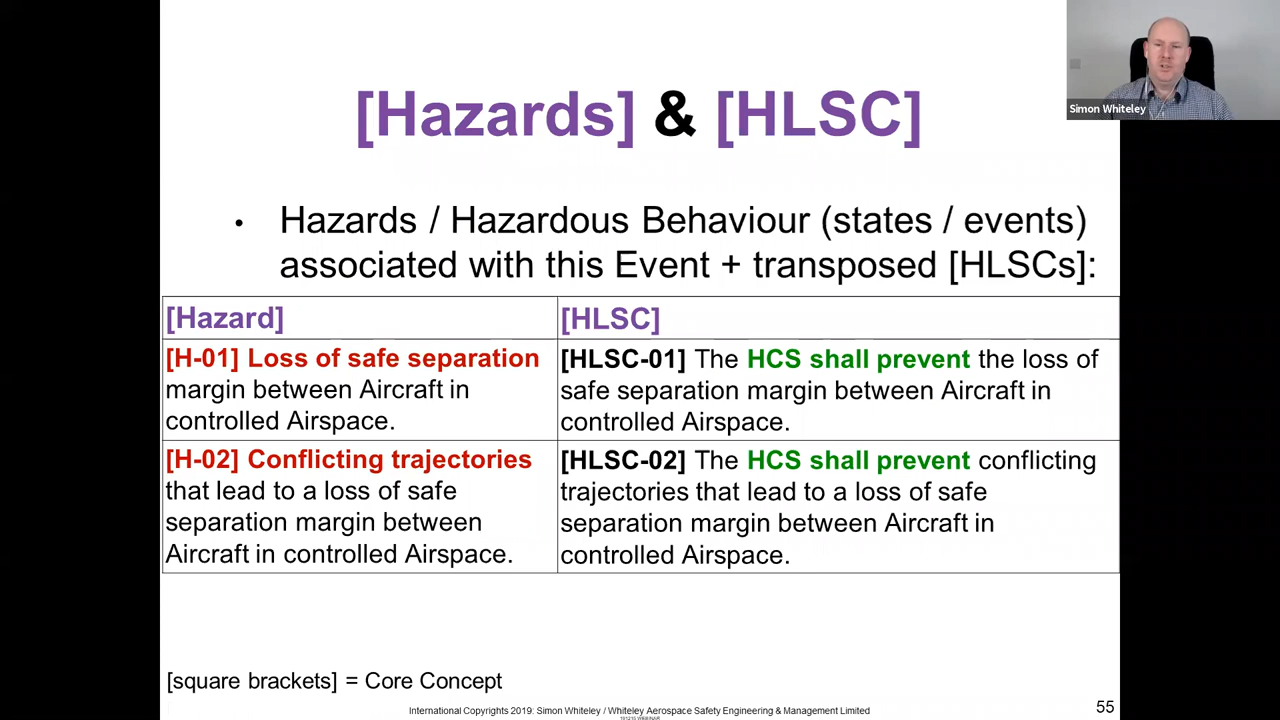 [Hazards] & [HLSC]
Simon Whiteley
• Hazards / Hazardous Behaviour (states / events)
associated with this Event + transposed [HLSCs]:
[Hazard]
[HLSC]
[H-01] Loss of safe separation
margin between Aircraft in
controlled Airspace.
[HLSC-01] The HCS shall prevent the loss of
safe separation margin between Aircraft in
controlled Airspace.
[H-02] Conflicting trajectories
that lead to a loss of safe
separation margin between
Aircraft in controlled Airspace.
[HLSC-02] The HCS shall prevent conflicting
trajectories that lead to a loss of safe
separation margin between Aircraft in
controlled Airspace.
[square brackets] = Core Concept
International Copyrights 2019: Simon Whiteley / Whiteley Aerospace Safety Engineering & Management Limited
55